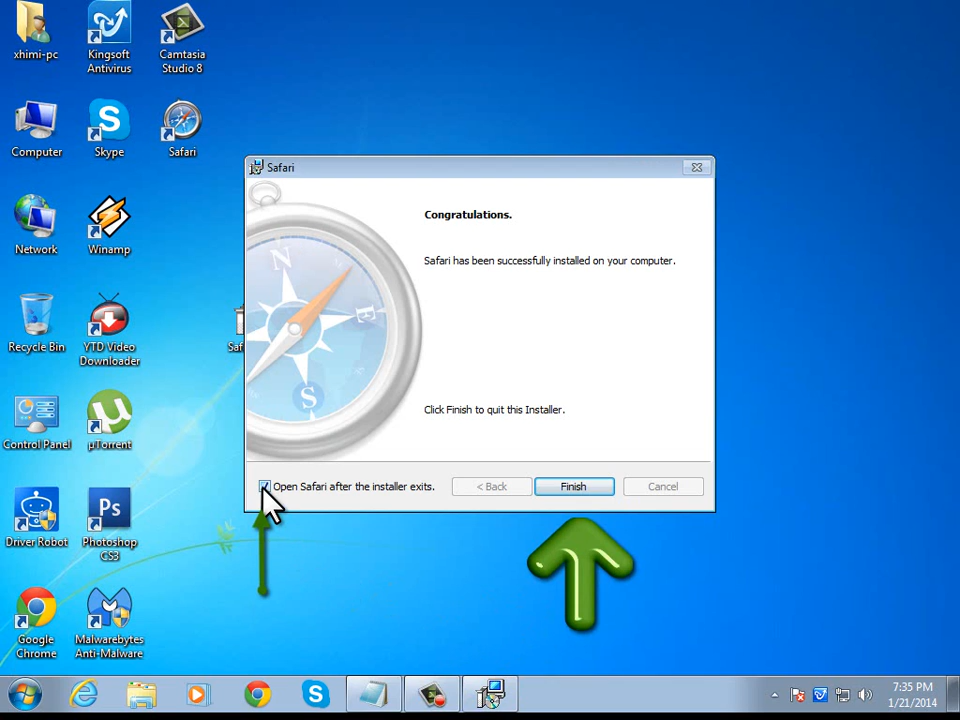 xhimi-pc
Kingsoft
Antivirus
Camtasia
Studio 8
Computer
Skype
Safari
Network
Winamp
Recycle Bin
YTD Video
Downloader
Control Panel
µTorrent
Driver Robot
Ps
Photoshop
CS3
Google
Chrome
Malwarebytes
Anti-Malware
Saf
Safari
N
E
S
Congratulations.
Safari has been successfully installed on your computer.
Click Finish to quit this Installer.
Open Safari after the installer exits.
< Back
Finish
Cancel
7:35 PM
1/21/2014